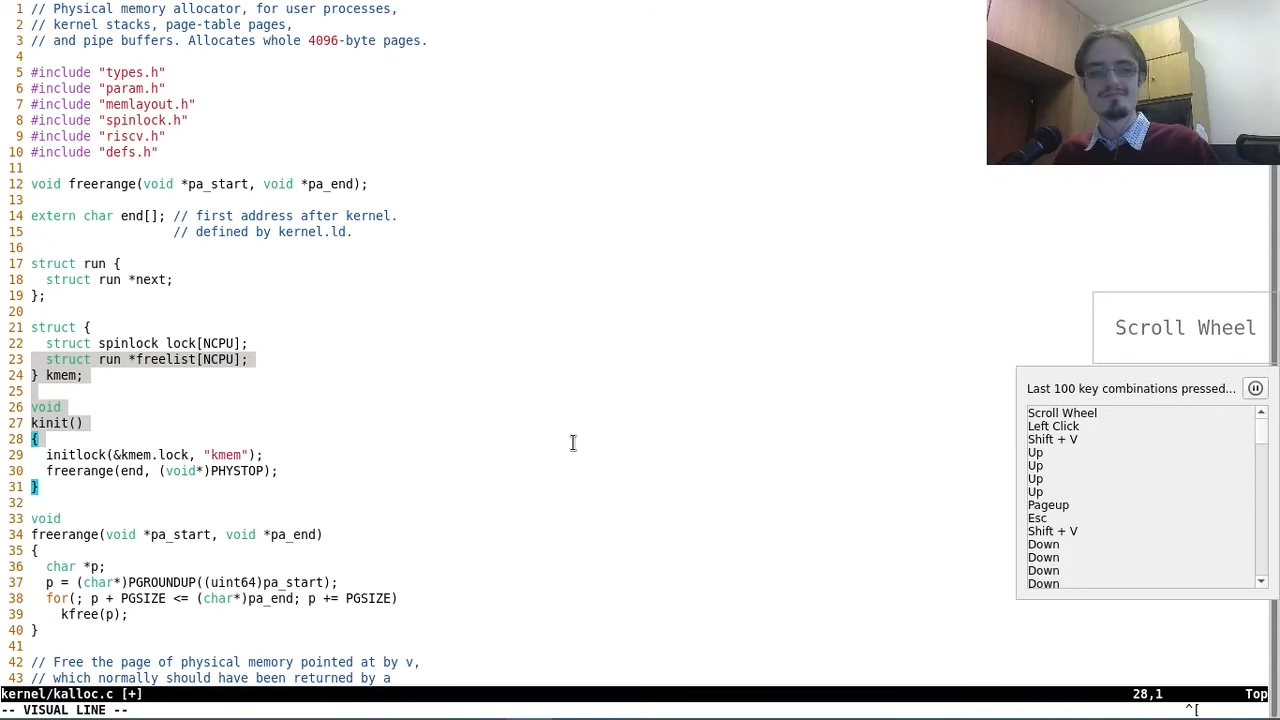 1 // Physical memory allocator, for user processes,
2 // kernel stacks, page-table pages,
3 // and pipe buffers. Allocates whole 4096-byte pages.
4
5 #include "types.h"
6 #include "param.h"
7 #include "memlayout.h"
8 #include "spinlock.h"
9 #include "riscv.h"
10 #include "defs.h"
11
12 void freerange(void *pa_start, void *pa_end);
13
14 extern char end[]; // first address after kernel.
15                    // defined by kernel.ld.
16
17 struct run {
18   struct run *next;
19 };
20
21 struct {
22   struct spinlock lock[NCPU];
23   struct run *freelist[NCPU];
24 } kmem;
25
26 void
27 kinit()
28 {
29   initlock(&kmem.lock, "kmem");
30   freerange(end, (void*)PHYSTOP);
31 }
32
33 void
34 freerange(void *pa_start, void *pa_end)
35 {
36   char *p;
37   p = (char*)PGROUNDUP((uint64)pa_start);
38   for(; p + PGSIZE <= (char*)pa_end; p += PGSIZE)
39     kfree(p);
40 }
41
42 // Free the page of physical memory pointed at by v,
43 // which normally should have been returned by a
kernel/kalloc.c [+] 28,1 Top
-- VISUAL LINE -- ^[
Scroll Wheel
Last 100 key combinations pressed...
Scroll Wheel
Left Click
Shift + V
Up
Up
Up
Up
Pageup
Esc
Shift + V
Down
Down
Down
Down